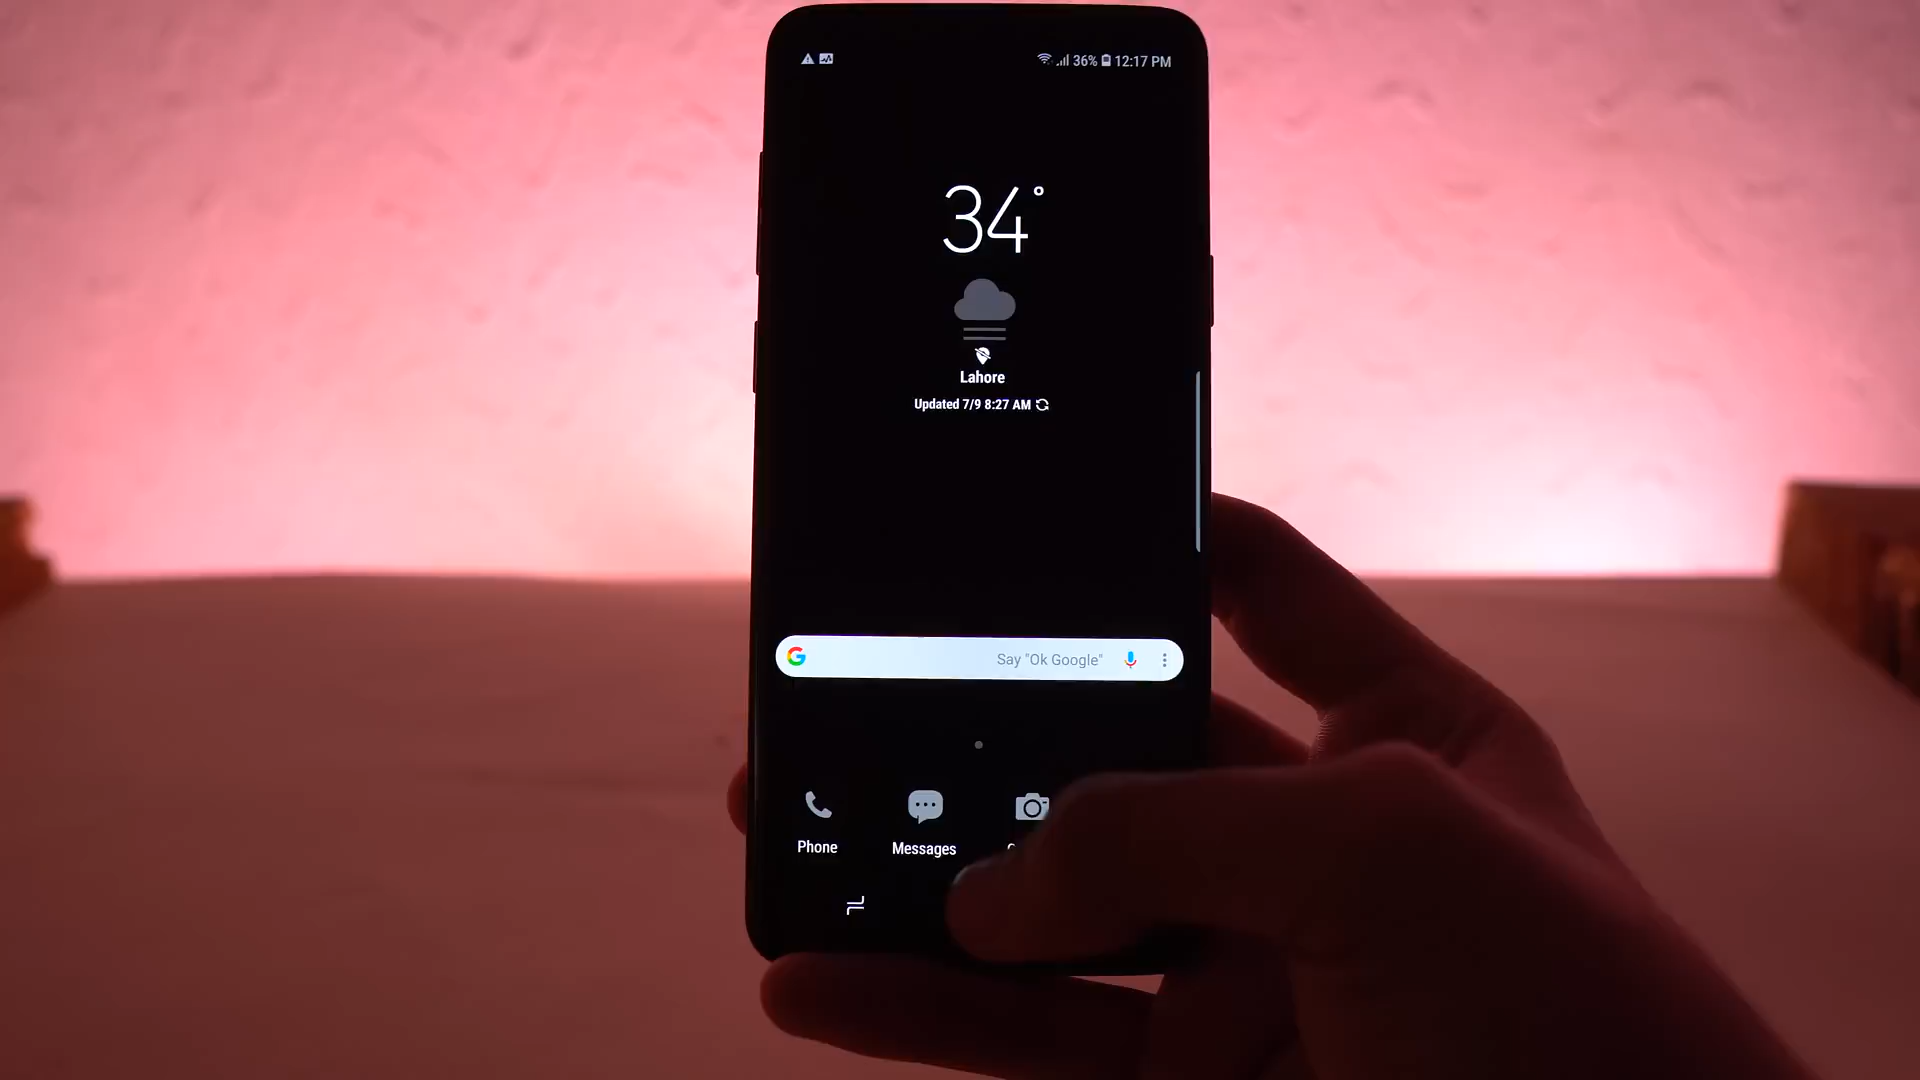 36% 12:17 PM
34°
Lahore
Updated 7/9 8:27 AM
G Say "Ok Google"
Phone Messages